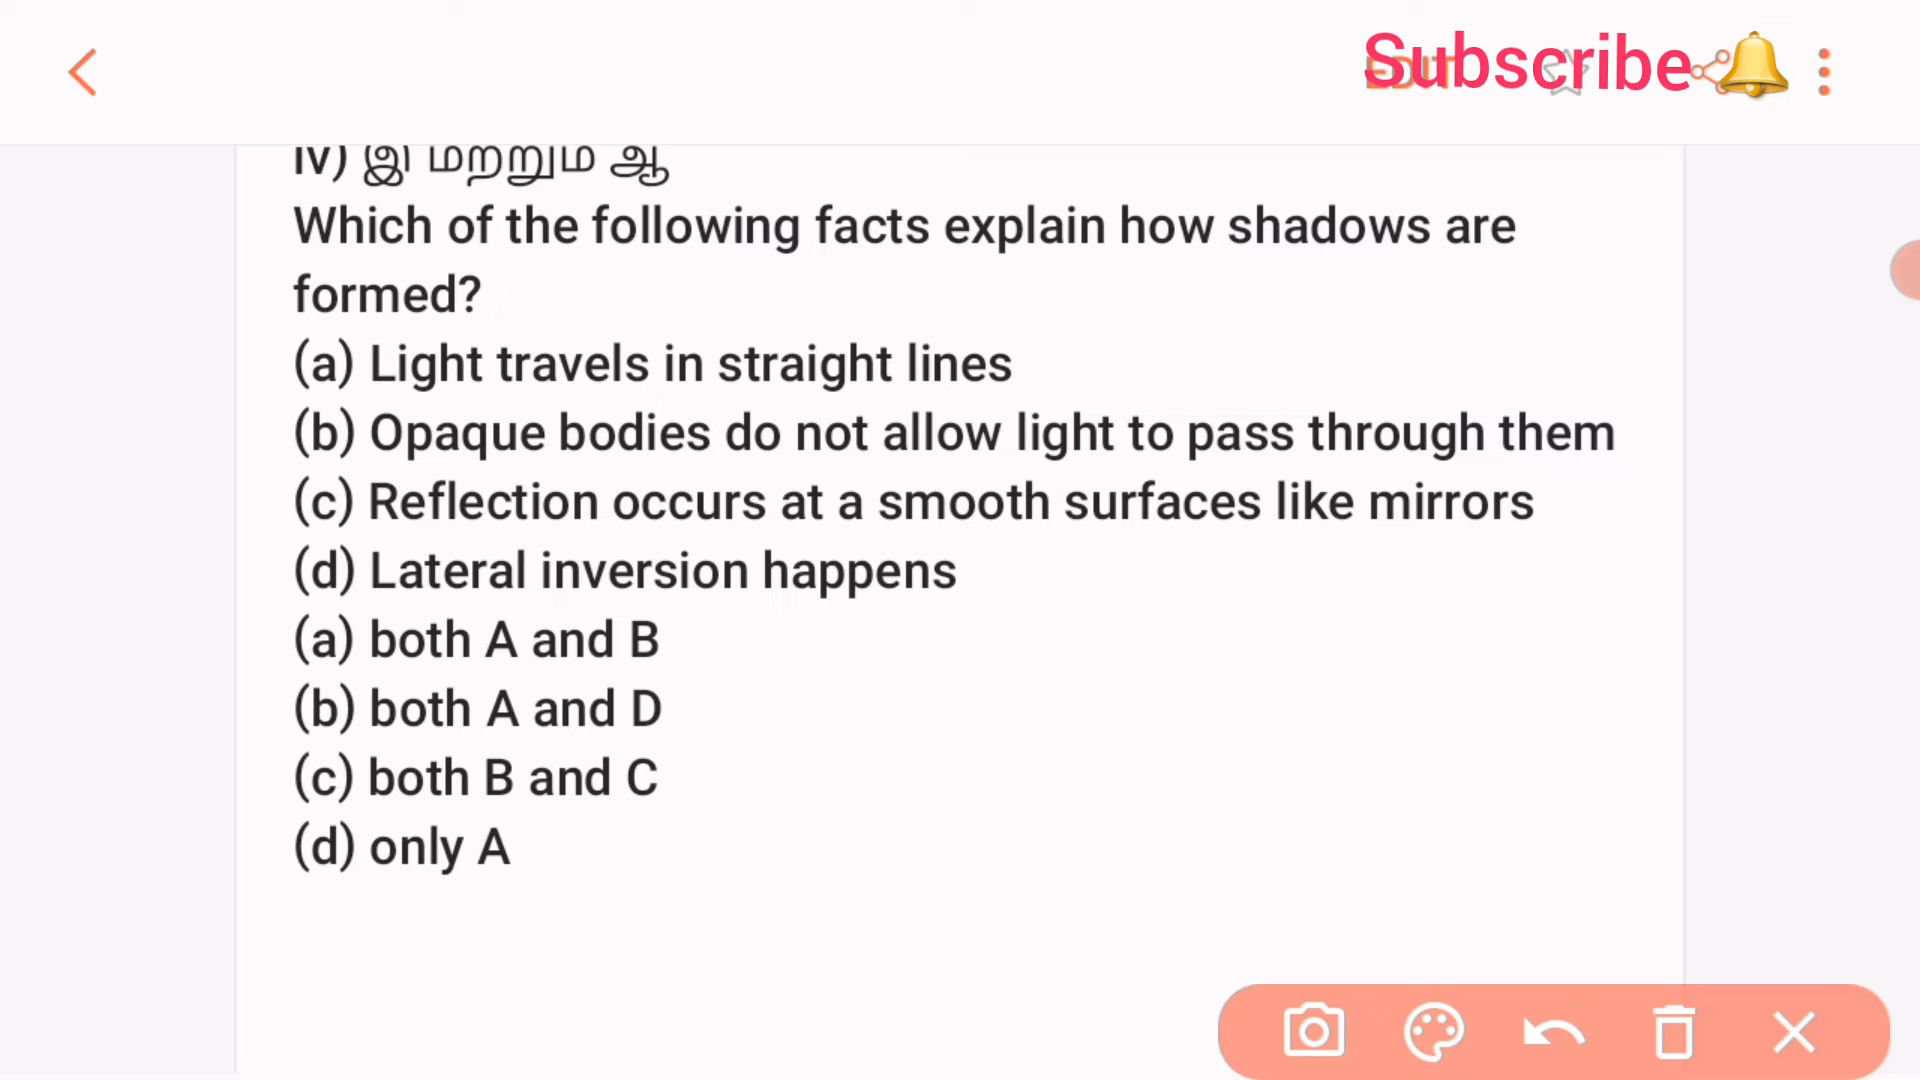 Subscribe🔔
EDIT
iv) இ மற்றும் ஆ
Which of the following facts explain how shadows are
formed?
(a) Light travels in straight lines
(b) Opaque bodies do not allow light to pass through them
(c) Reflection occurs at a smooth surfaces like mirrors
(d) Lateral inversion happens
(a) both A and B
(b) both A and D
(c) both B and C
(d) only A